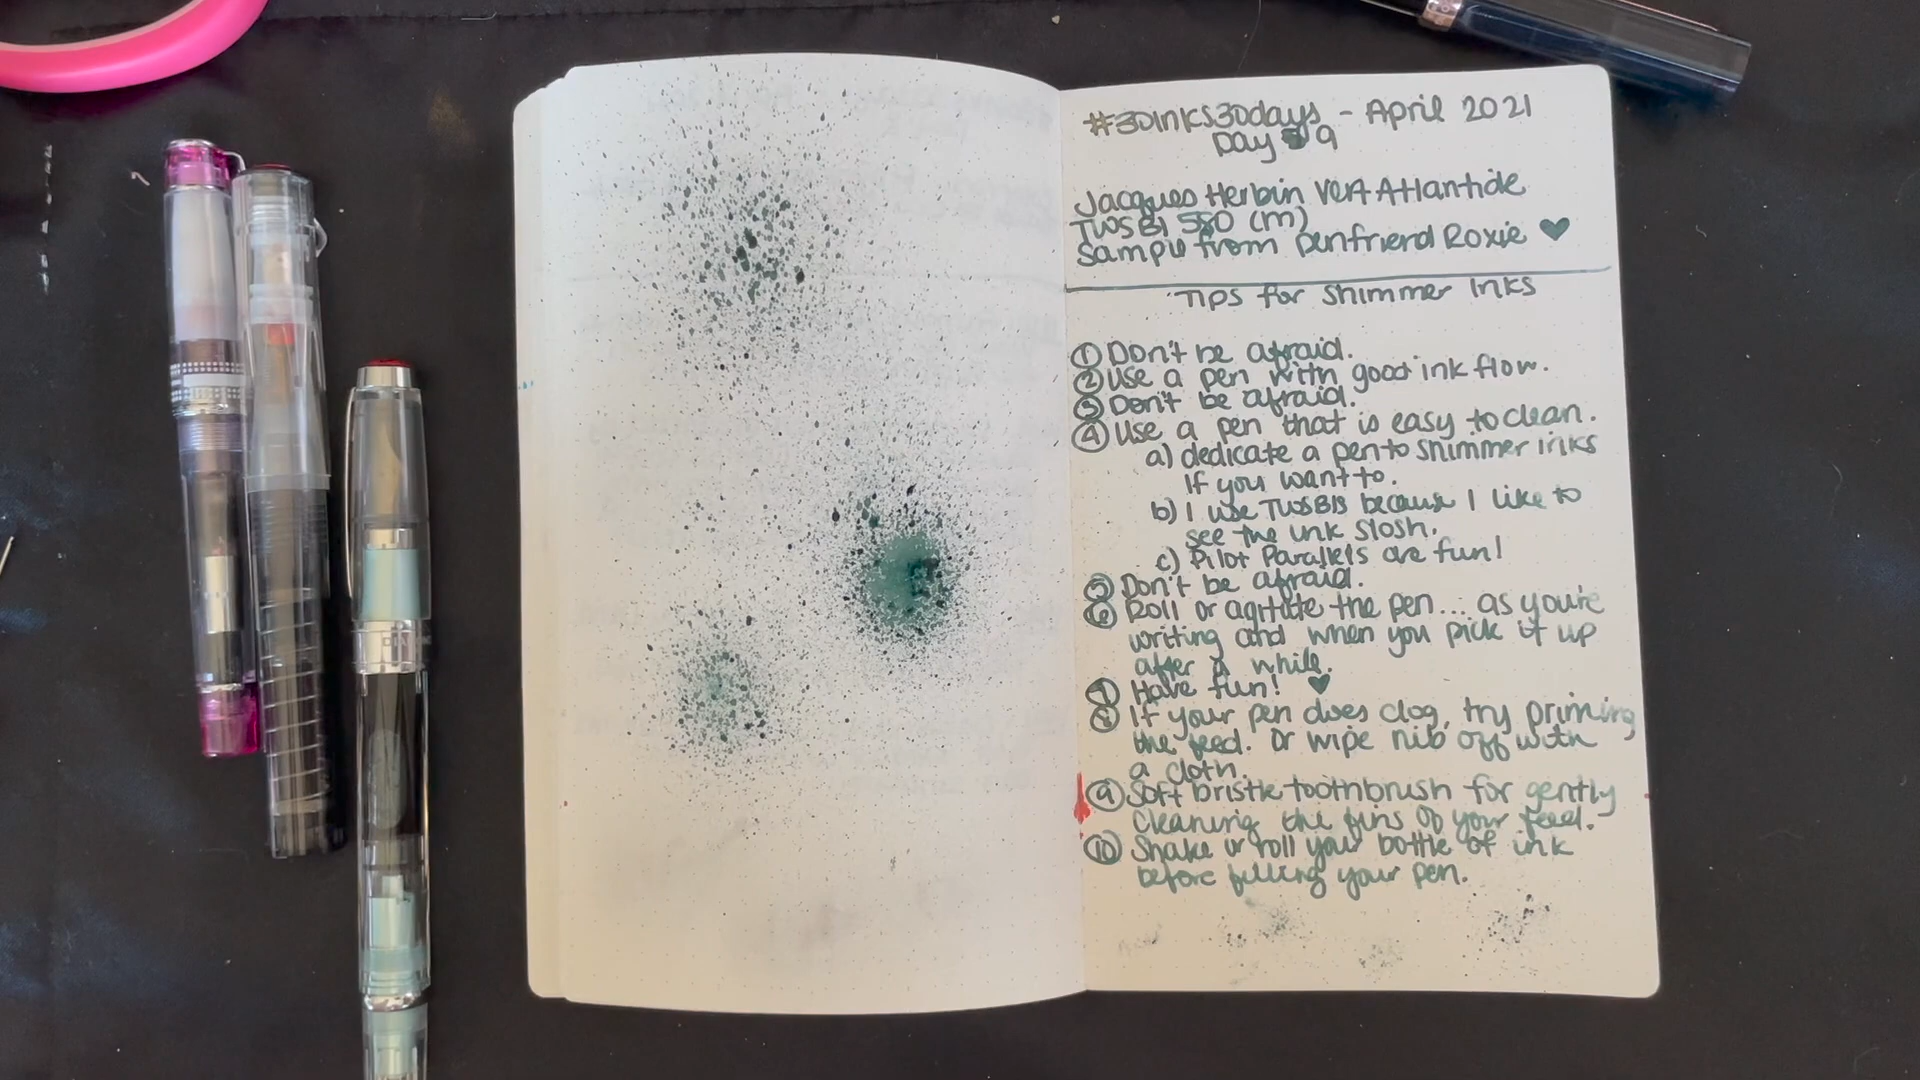 #30inks30days - April 2021
Day 9
Jacques Herbin Vert Atlantide
TWSBI 580 (m)
Sample from penfriend Roxie ♥
Tips for Shimmer Inks
① Don't be afraid.
② Use a pen with good ink flow.
③ Don't be afraid.
④ Use a pen that is easy to clean.
a) dedicate a pen to shimmer inks
if you want to.
b) I use TWSBIs because I like to
see the ink slosh.
c) Pilot Parallels are fun!
⑤ Don't be afraid.
⑥ Roll or agitate the pen... as you're
writing and when you pick it up
after a while.
⑦ Have fun! ♥
⑧ If your pen does clog, try priming
the feed. Or wipe nib off with
a cloth.
⑨ Soft bristle toothbrush for gently
cleaning the fins of your feed.
⑩ Shake or roll your bottle of ink
before filling your pen.